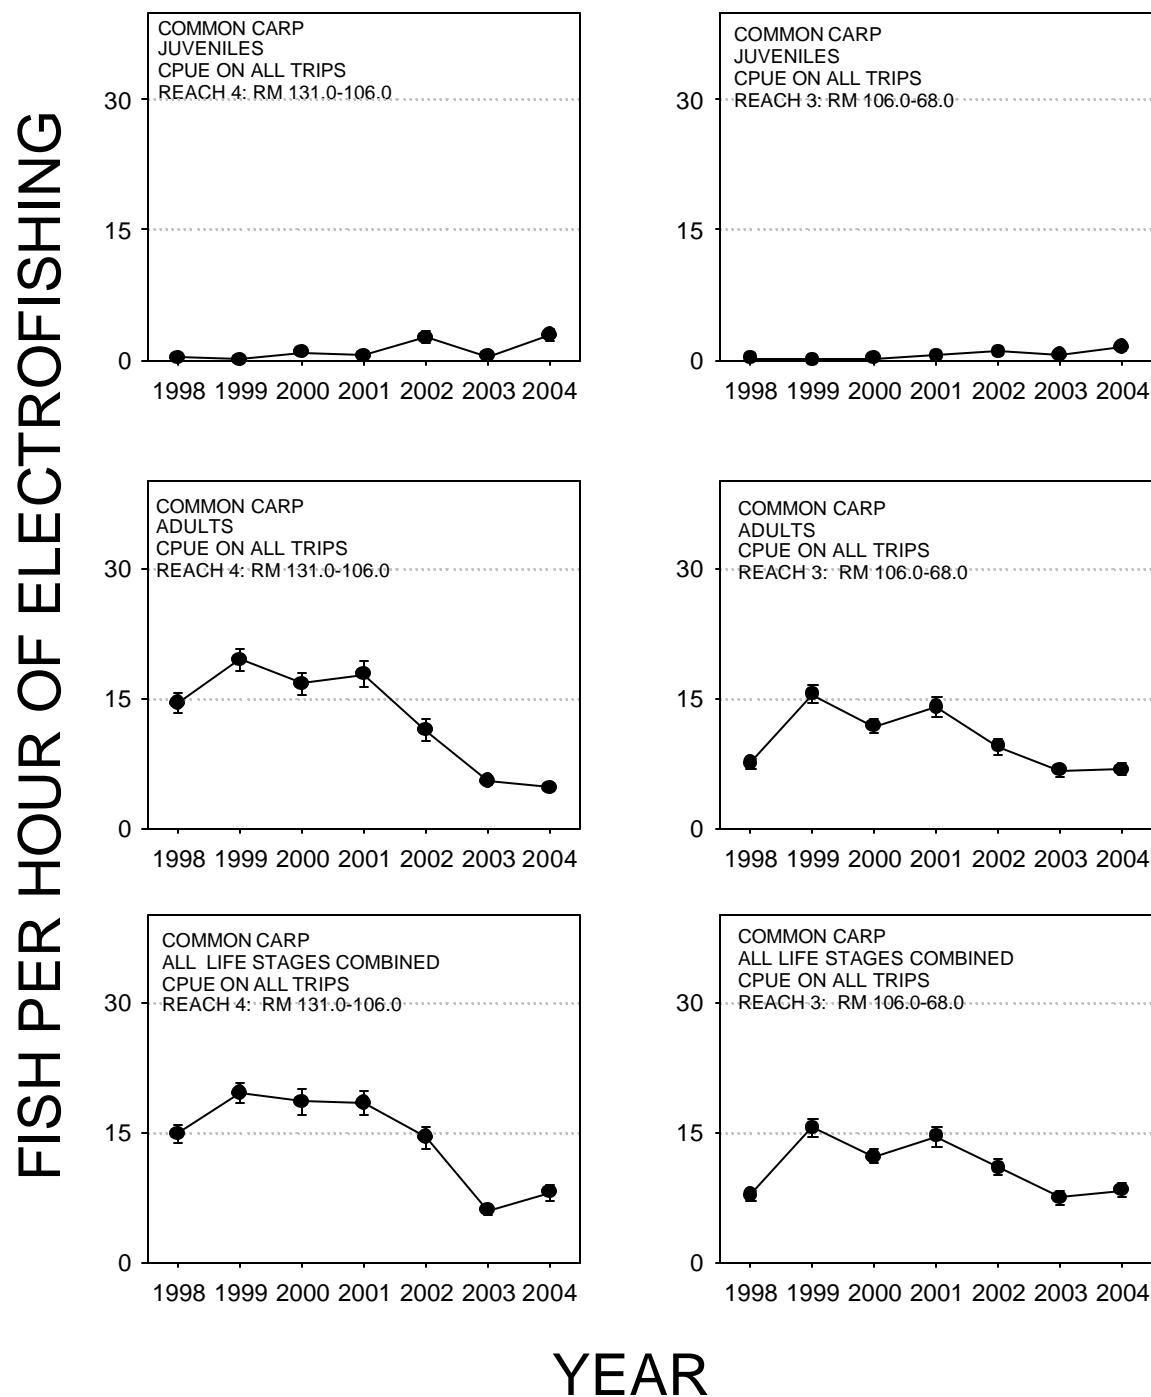 FISH PER HOUR OF ELECTROFISHING
COMMON CARP
JUVENILES
CPUE ON ALL TRIPS
REACH 4: RM 131.0-106.0
30
15
0
1998 1999 2000 2001 2002 2003 2004
COMMON CARP
JUVENILES
CPUE ON ALL TRIPS
REACH 3: RM 106.0-68.0
30
15
0
1998 1999 2000 2001 2002 2003 2004
COMMON CARP
ADULTS
CPUE ON ALL TRIPS
REACH 4: RM 131.0-106.0
30
15
0
1998 1999 2000 2001 2002 2003 2004
COMMON CARP
ADULTS
CPUE ON ALL TRIPS
REACH 3: RM 106.0-68.0
30
15
0
1998 1999 2000 2001 2002 2003 2004
COMMON CARP
ALL LIFE STAGES COMBINED
CPUE ON ALL TRIPS
REACH 4: RM 131.0-106.0
30
15
0
1998 1999 2000 2001 2002 2003 2004
COMMON CARP
ALL LIFE STAGES COMBINED
CPUE ON ALL TRIPS
REACH 3: RM 106.0-68.0
30
15
0
1998 1999 2000 2001 2002 2003 2004
YEAR